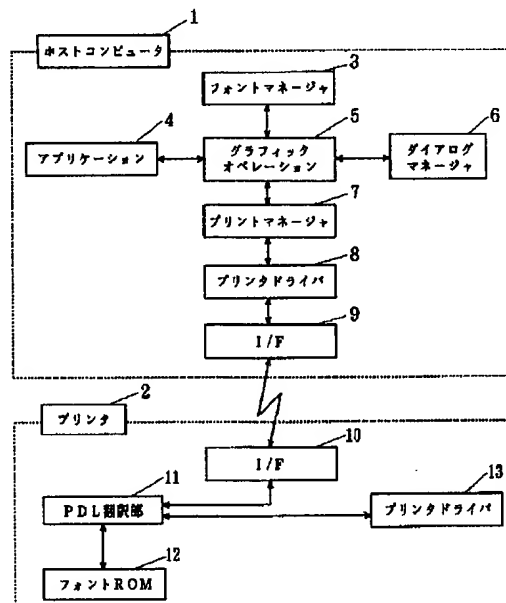 1
ホストコンピュータ
3
フォントマネージャ
4
アプリケーション
5
グラフィック
オペレーション
6
ダイアログ
マネージャ
7
プリントマネージャ
8
プリンタドライバ
9
I/F
2
プリンタ
10
I/F
11
PDL翻訳部
13
プリンタドライバ
12
フォントROM